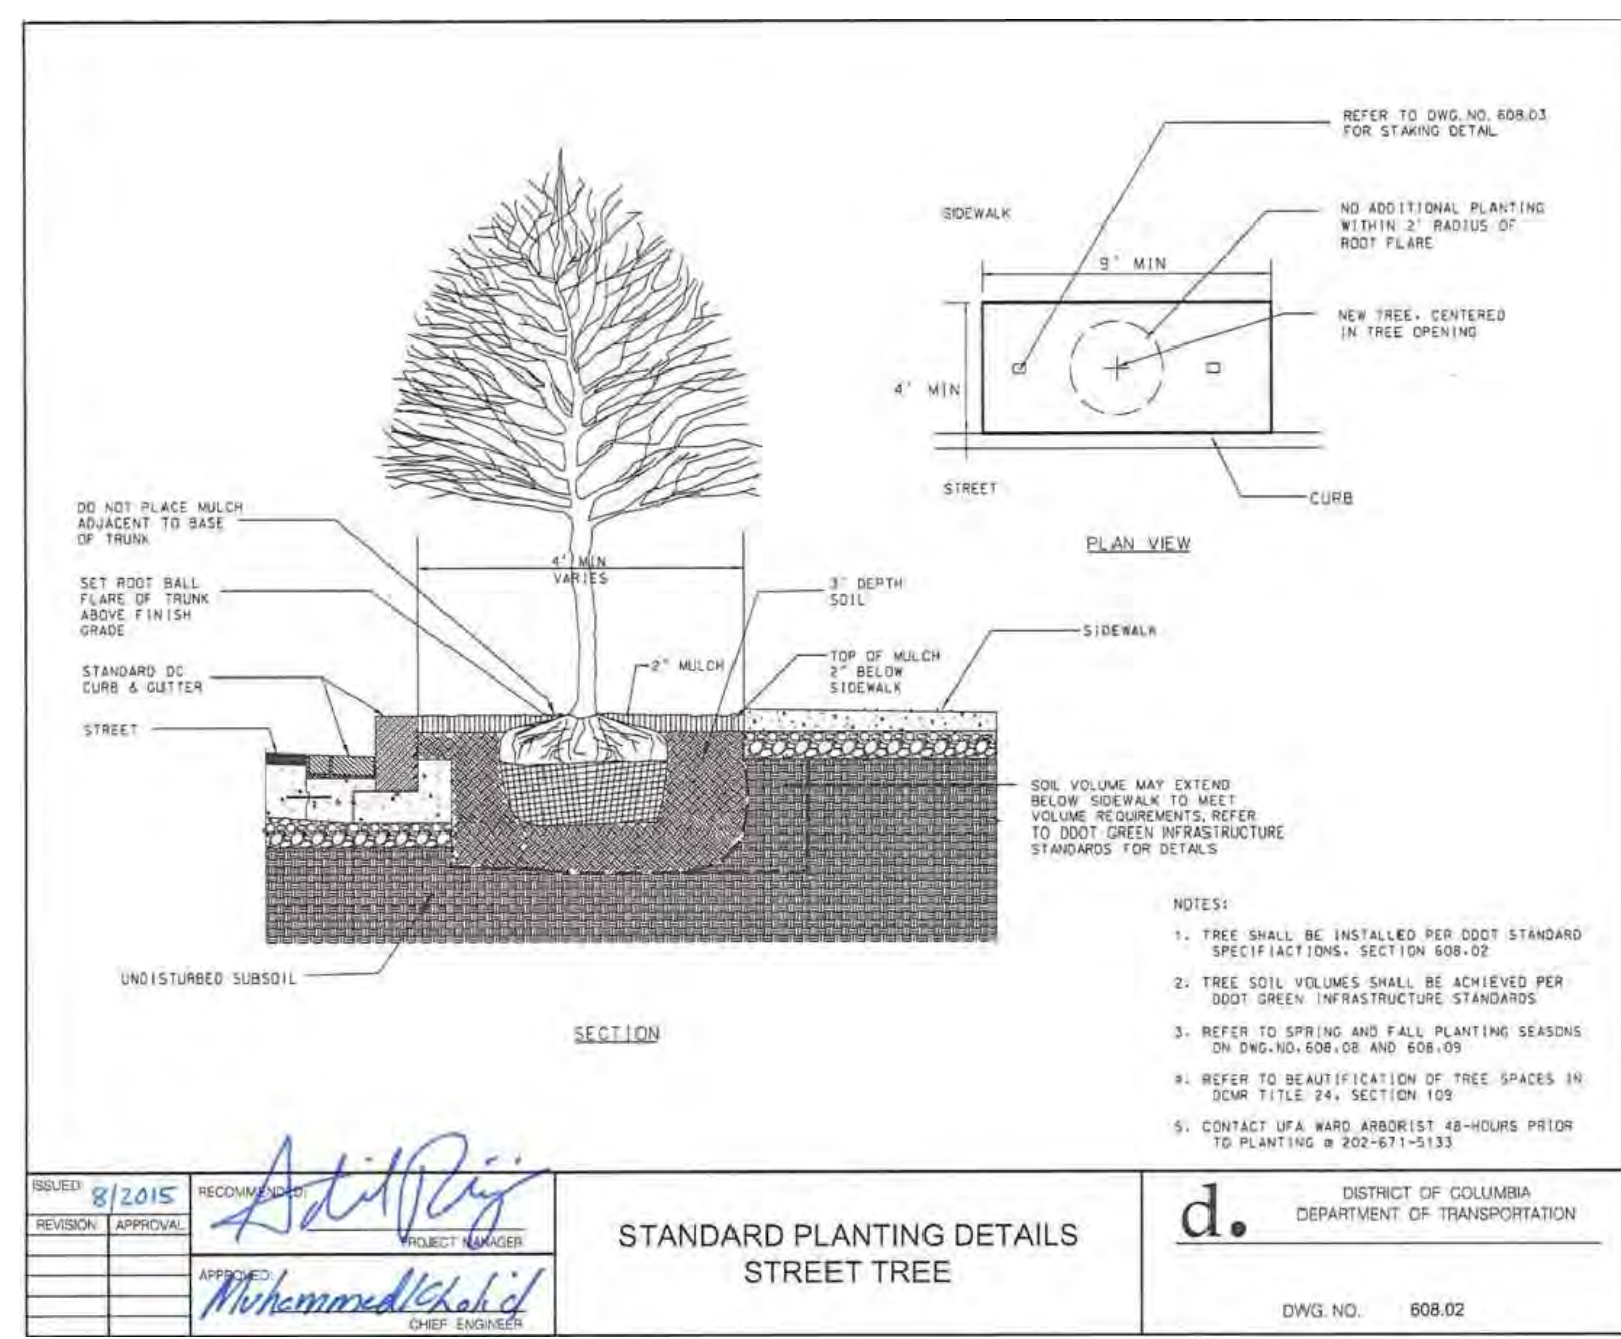 REFER TO DWG. NO. 608.03
FOR STAKING DETAIL
SIDEWALK
NO ADDITIONAL PLANTING
WITHIN 2' RADIUS OF
ROOT FLARE
9' MIN
NEW TREE, CENTERED
IN TREE OPENING
4' MIN
STREET
CURB
PLAN VIEW
DO NOT PLACE MULCH
ADJACENT TO BASE
OF TRUNK
4' MIN
VARIES
SET ROOT BALL
FLARE OF TRUNK
ABOVE FINISH
GRADE
3' DEPTH
SOIL
SIDEWALK
STANDARD DC
CURB & GUTTER
2" MULCH
TOP OF MULCH
2" BELOW
SIDEWALK
STREET
SOIL VOLUME MAY EXTEND
BELOW SIDEWALK TO MEET
VOLUME REQUIREMENTS, REFER
TO DDOT GREEN INFRASTRUCTURE
STANDARDS FOR DETAILS
UNDISTURBED SUBSOIL
SECTION
NOTES:
1. TREE SHALL BE INSTALLED PER DDOT STANDARD
SPECIFIACTIONS, SECTION 608.02
2. TREE SOIL VOLUMES SHALL BE ACHIEVED PER
DDOT GREEN INFRASTRUCTURE STANDARDS
3. REFER TO SPRING AND FALL PLANTING SEASONS
ON DWG.NO. 608.08 AND 608.09
4. REFER TO BEAUTIFICATION OF TREE SPACES IN
DCMR TITLE 24, SECTION 109
5. CONTACT UFA WARD ARBORIST 48-HOURS PRIOR
TO PLANTING @ 202-671-5133
ISSUED: 8/2015
REVISION APPROVAL
RECOMMENDED:
PROJECT MANAGER
APPROVED:
Muhammed Khalid
CHIEF ENGINEER
STANDARD PLANTING DETAILS
STREET TREE
d.
DISTRICT OF COLUMBIA
DEPARTMENT OF TRANSPORTATION
DWG. NO. 608.02